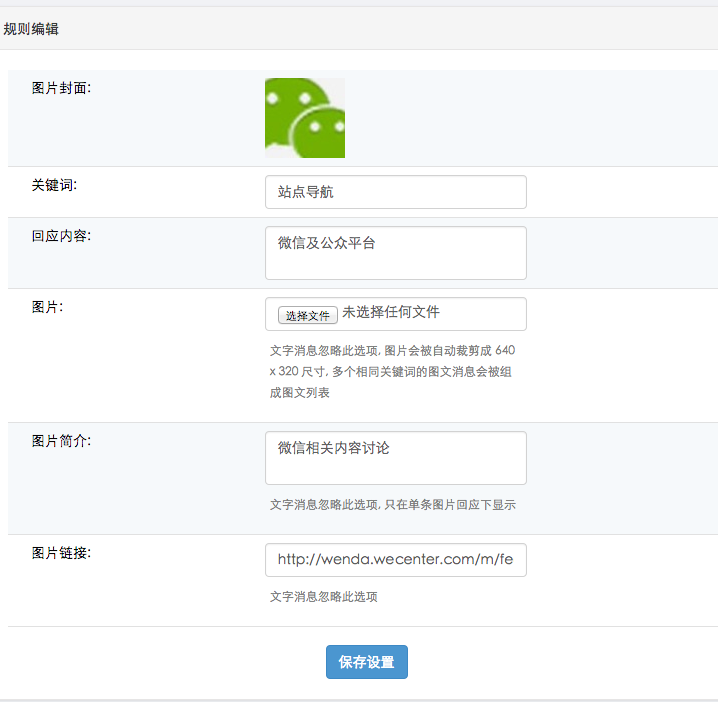 规则编辑
图片封面:
关键词:
站点导航
回应内容:
微信及公众平台
图片:
选择文件 未选择任何文件
文字消息忽略此选项, 图片会被自动裁剪成 640
x 320 尺寸, 多个相同关键词的图文消息会被组
成图文列表
图片简介:
微信相关内容讨论
文字消息忽略此选项, 只在单条图片回应下显示
图片链接:
http://wenda.wecenter.com/m/fe
文字消息忽略此选项
保存设置